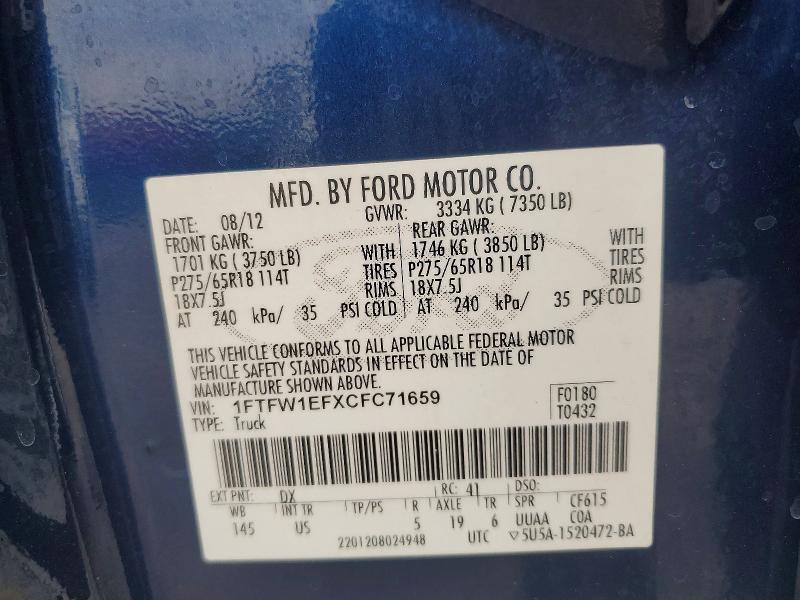 MFD. BY FORD MOTOR CO.
DATE: 08/12 GVWR: 3334 KG ( 7350 LB)
FRONT GAWR: REAR GAWR:
1701 KG ( 3750 LB) WITH 1746 KG ( 3850 LB) WITH
P275/65R18 114T TIRES P275/65R18 114T TIRES
18X7.5J RIMS 18X7.5J RIMS
AT 240 kPa/ 35 PSI COLD AT 240 kPa/ 35 PSI COLD
THIS VEHICLE CONFORMS TO ALL APPLICABLE FEDERAL MOTOR
VEHICLE SAFETY STANDARDS IN EFFECT ON THE DATE OF
MANUFACTURE SHOWN ABOVE.
VIN: 1FTFW1EFXCFC71659 F0180
TYPE: Truck T0432
EXT PNT: DX RC: 41 DSO:
WB INT TR TP/PS R AXLE TR SPR CF615
145 US 5 19 6 UUAA COA
2201208024948 UTC ▽5U5A-1520472-BA